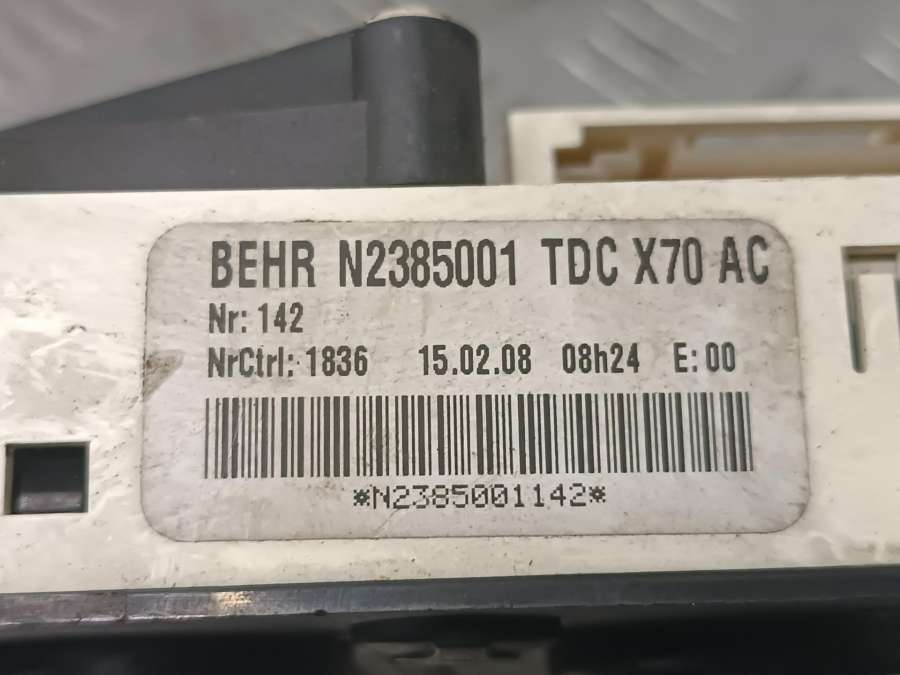 BEHR N2385001 TDC X70 AC
Nr: 142
NrCtrl: 1836 15.02.08 08h24 E: 00
*N2385001142*